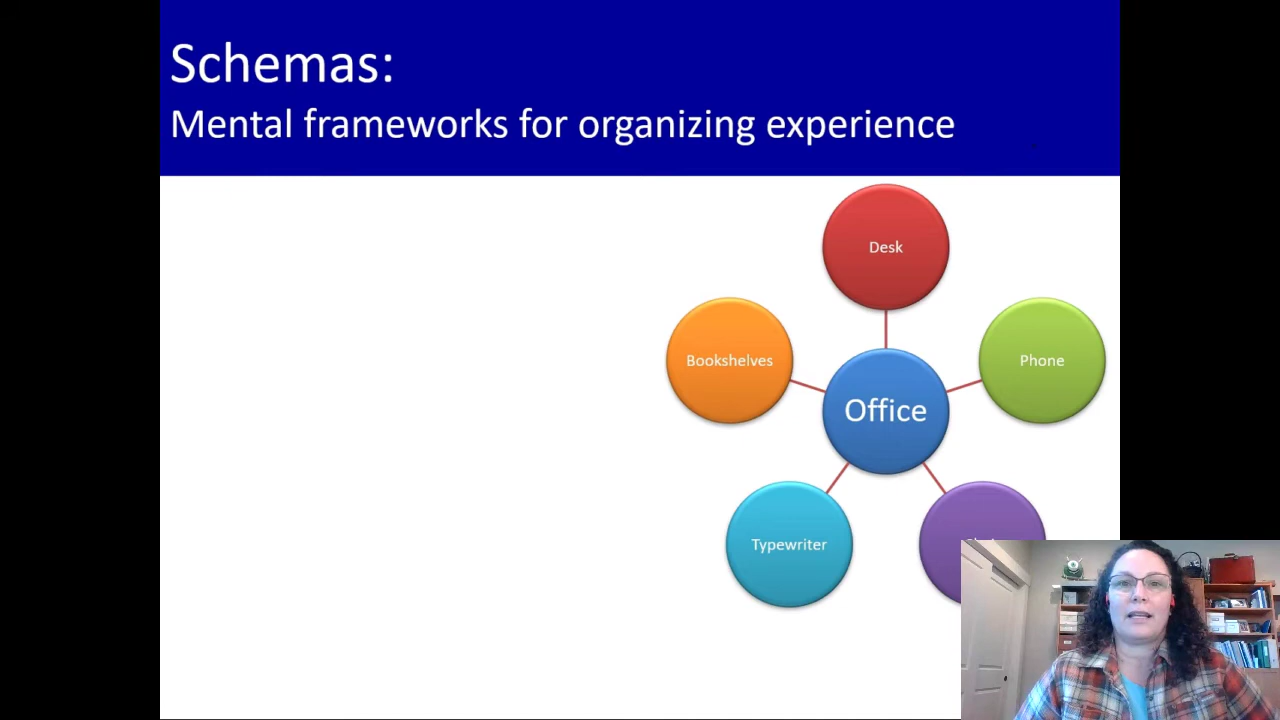 Schemas:
Mental frameworks for organizing experience
Desk
Bookshelves
Phone
Office
Typewriter